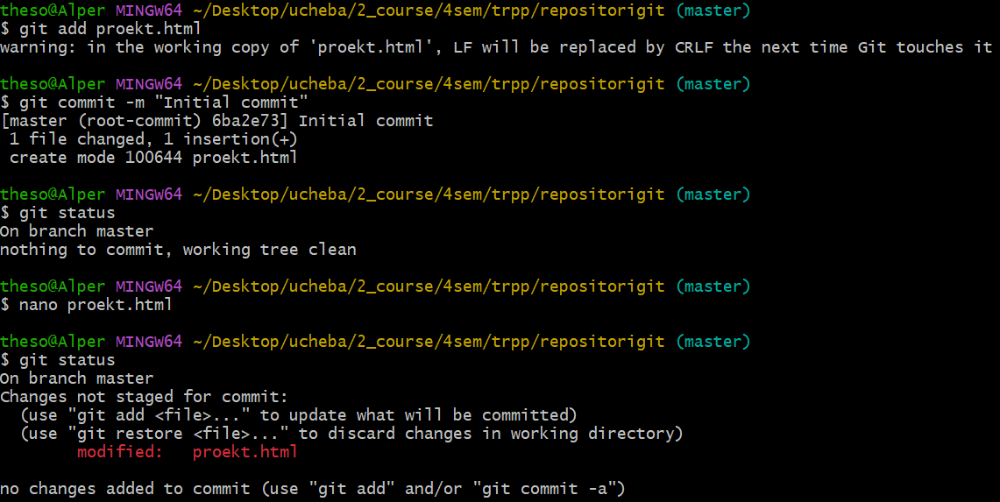 theso@Alper MINGW64 ~/Desktop/ucheba/2_course/4sem/trpp/repositorigit (master)
$ git add proekt.html
warning: in the working copy of 'proekt.html', LF will be replaced by CRLF the next time Git touches it
theso@Alper MINGW64 ~/Desktop/ucheba/2_course/4sem/trpp/repositorigit (master)
$ git commit -m "Initial commit"
[master (root-commit) 6ba2e73] Initial commit
 1 file changed, 1 insertion(+)
 create mode 100644 proekt.html
theso@Alper MINGW64 ~/Desktop/ucheba/2_course/4sem/trpp/repositorigit (master)
$ git status
On branch master
nothing to commit, working tree clean
theso@Alper MINGW64 ~/Desktop/ucheba/2_course/4sem/trpp/repositorigit (master)
$ nano proekt.html
theso@Alper MINGW64 ~/Desktop/ucheba/2_course/4sem/trpp/repositorigit (master)
$ git status
On branch master
Changes not staged for commit:
  (use "git add <file>..." to update what will be committed)
  (use "git restore <file>..." to discard changes in working directory)
        modified:   proekt.html
no changes added to commit (use "git add" and/or "git commit -a")